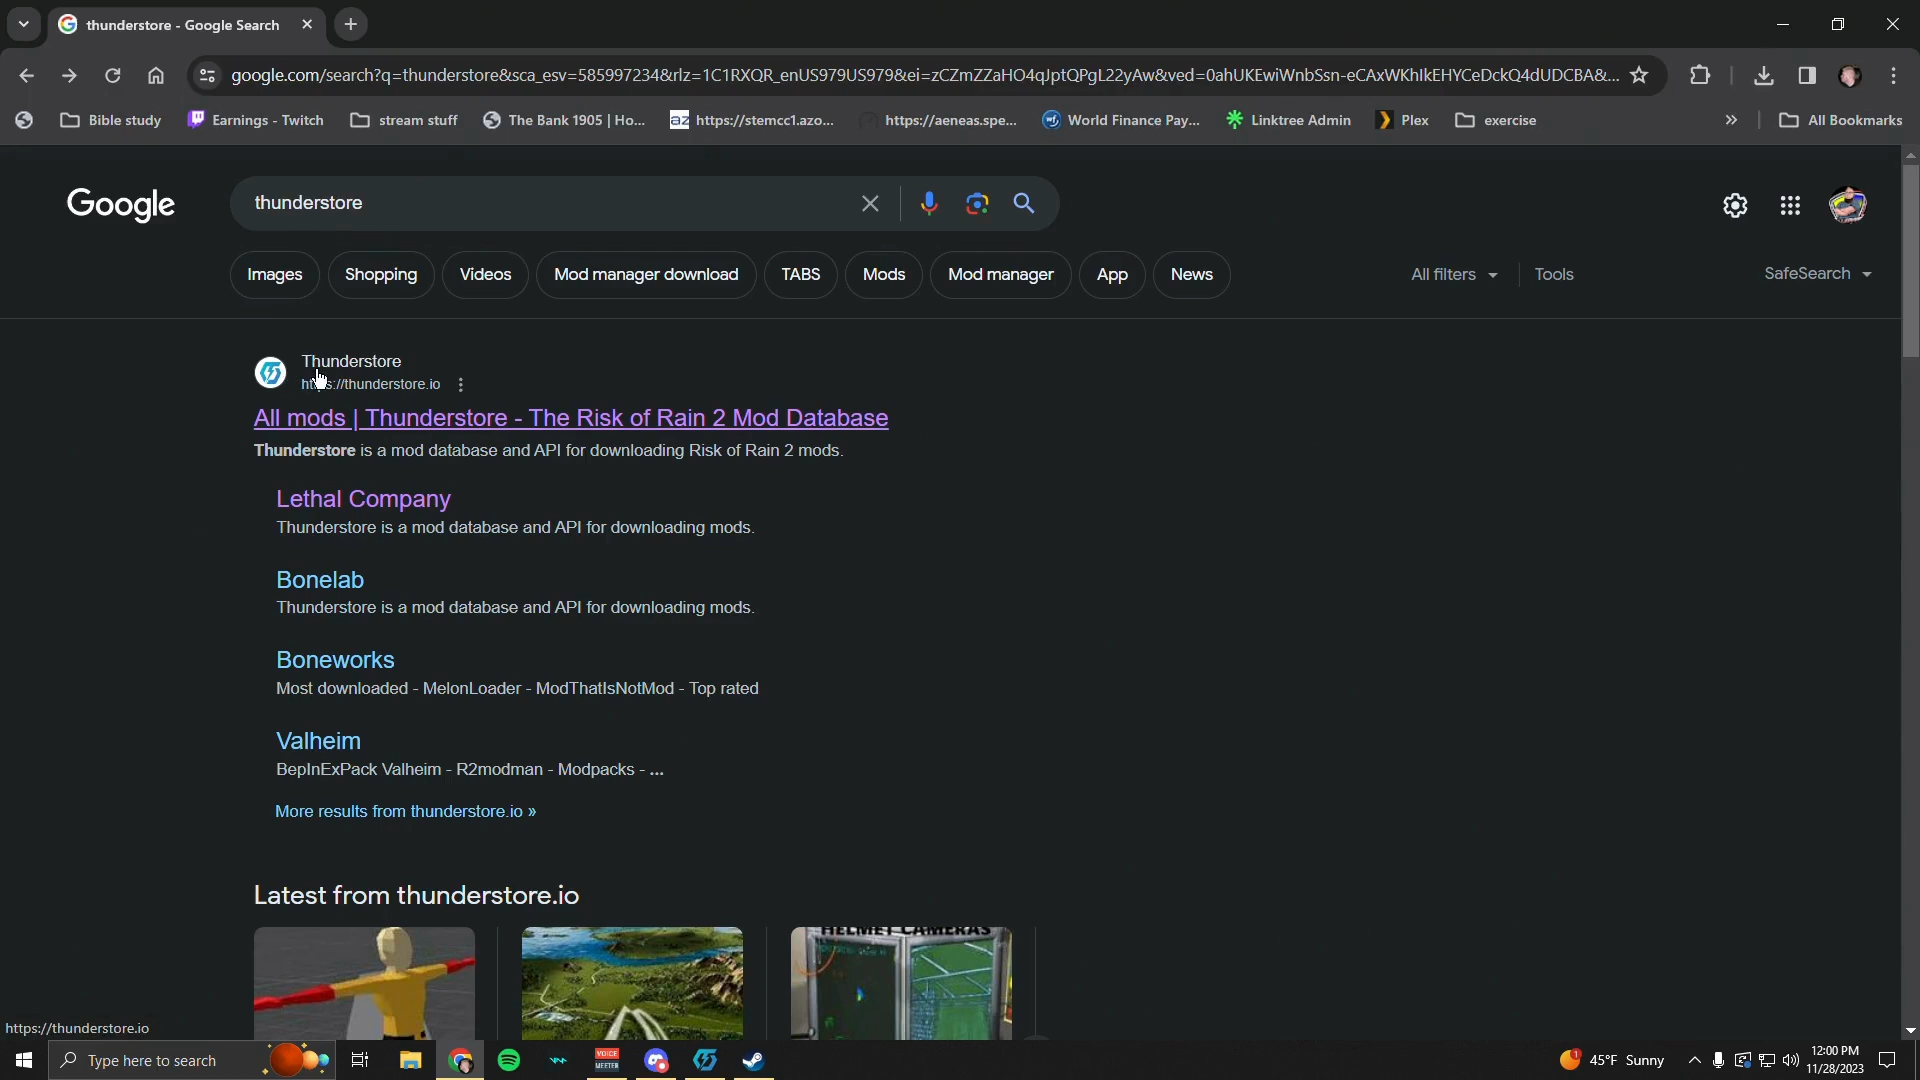 thunderstore - Google Search
google.com/search?q=thunderstore&sca_esv=585997234&rlz=1C1RXQR_enUS979US979&ei=zCZmZZaHO4qJptQPgL22yAw&ved=0ahUKEwiWnbSsn-eCAxWKhIkEHYCeDckQ4dUDCBA&...
Bible study
Earnings - Twitch
stream stuff
The Bank 1905 | Ho...
az https://stemcc1.azo...
https://aeneas.spe...
wf World Finance Pay...
Linktree Admin
Plex
exercise
»
All Bookmarks
Google
thunderstore
Images
Shopping
Videos
Mod manager download
TABS
Mods
Mod manager
App
News
All filters
Tools
SafeSearch
Thunderstore
https://thunderstore.io
All mods | Thunderstore - The Risk of Rain 2 Mod Database
Thunderstore is a mod database and API for downloading Risk of Rain 2 mods.
Lethal Company
Thunderstore is a mod database and API for downloading mods.
Bonelab
Thunderstore is a mod database and API for downloading mods.
Boneworks
Most downloaded - MelonLoader - ModThatIsNotMod - Top rated
Valheim
BepInExPack Valheim - R2modman - Modpacks - ...
More results from thunderstore.io »
Latest from thunderstore.io
HELMET CAMERAS
https://thunderstore.io
Type here to search
VOICE
MEETER
1
45°F Sunny
12:00 PM
11/28/2023